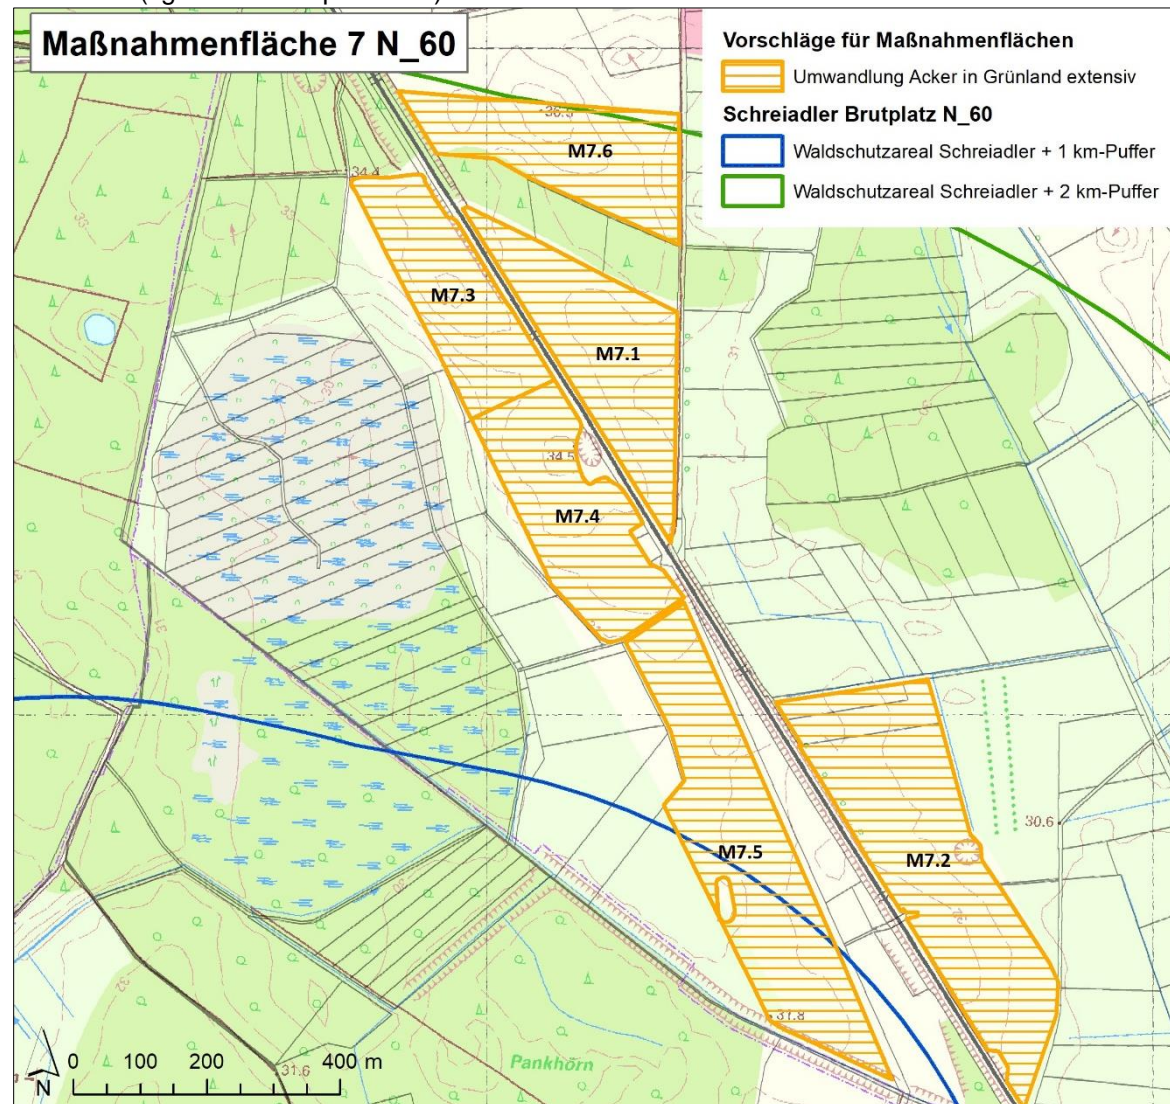 Maßnahmenfläche 7 N_60
Vorschläge für Maßnahmenflächen
Umwandlung Acker in Grünland extensiv
Schreiadler Brutplatz N_60
Waldschutzareal Schreiadler + 1 km-Puffer
Waldschutzareal Schreiadler + 2 km-Puffer
M7.6
34.4
M7.3
M7.1
34.5
M7.4
30.6
M7.5
M7.2
31.8
Pankhörn
31.6
0 100 200 400 m
N